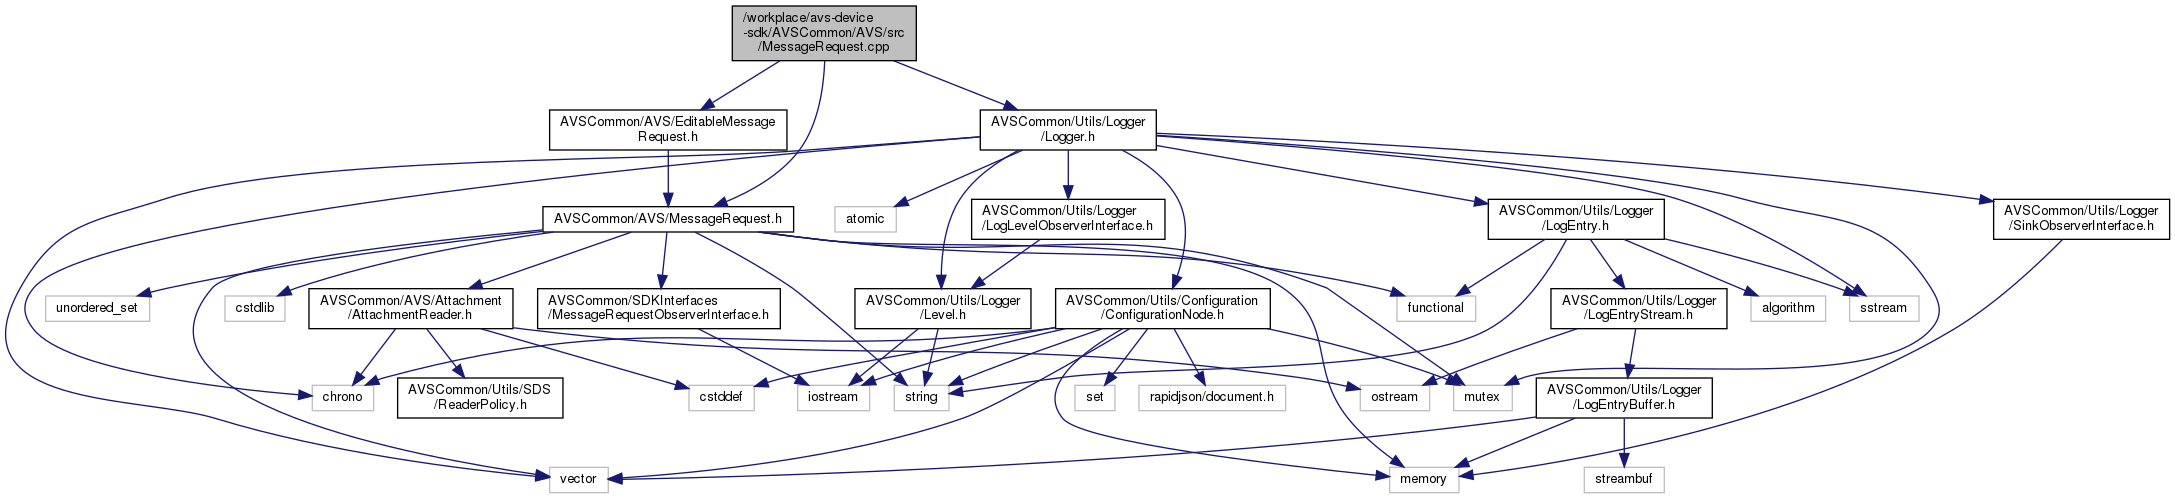 /workplace/avs-device
-sdk/AVSCommon/AVS/src
/MessageRequest.cpp
AVSCommon/AVS/EditableMessage
Request.h
AVSCommon/Utils/Logger
/Logger.h
AVSCommon/AVS/MessageRequest.h
atomic
AVSCommon/Utils/Logger
/LogLevelObserverInterface.h
AVSCommon/Utils/Logger
/LogEntry.h
AVSCommon/Utils/Logger
/SinkObserverInterface.h
unordered_set
cstdlib
AVSCommon/AVS/Attachment
/AttachmentReader.h
AVSCommon/SDKInterfaces
/MessageRequestObserverInterface.h
AVSCommon/Utils/Logger
/Level.h
AVSCommon/Utils/Configuration
/ConfigurationNode.h
functional
AVSCommon/Utils/Logger
/LogEntryStream.h
algorithm
sstream
chrono
AVSCommon/Utils/SDS
/ReaderPolicy.h
cstddef
iostream
string
set
rapidjson/document.h
ostream
mutex
AVSCommon/Utils/Logger
/LogEntryBuffer.h
vector
memory
streambuf